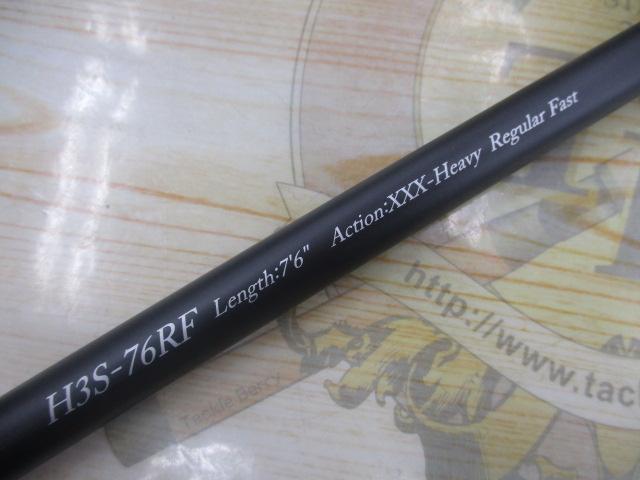 H3S-76RF Length:7'6" Action:XXX-Heavy Regular Fast
http://www.tac
Tackle Berry